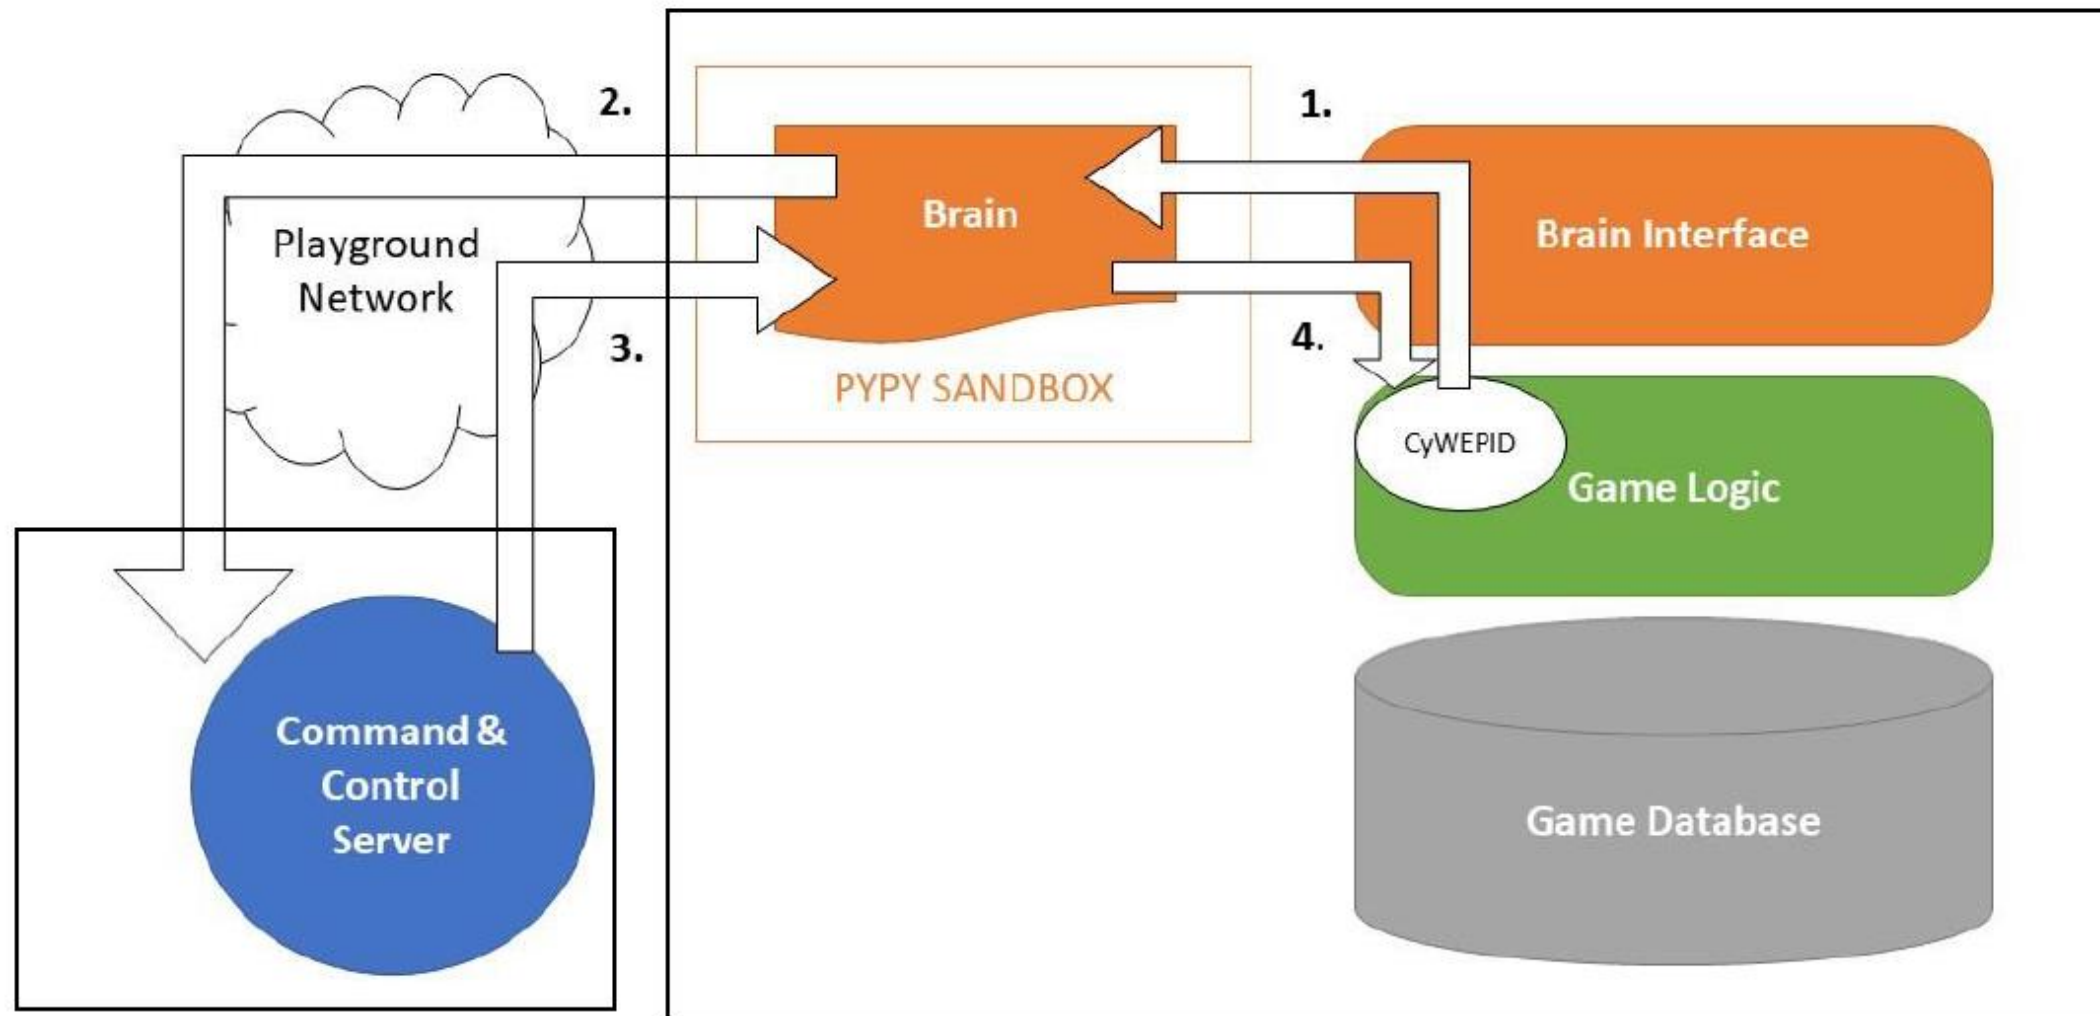 2.
1.
Playground
Network
Brain
Brain Interface
3.
4.
PYPY SANDBOX
CyWEPID
Game Logic
Command &
Control
Server
Game Database